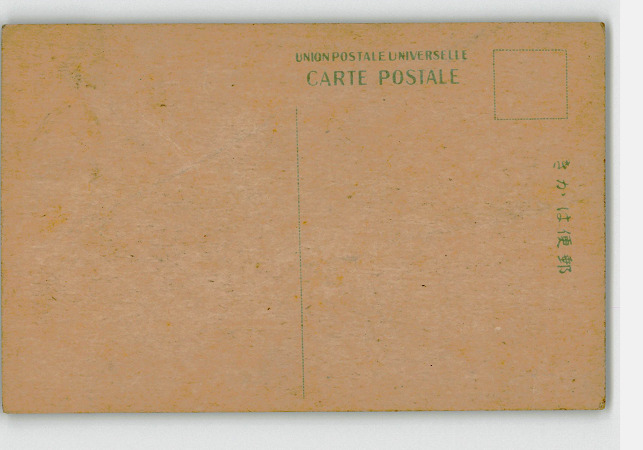 UNION POSTALE UNIVERSELLE
CARTE POSTALE
きかは便郵